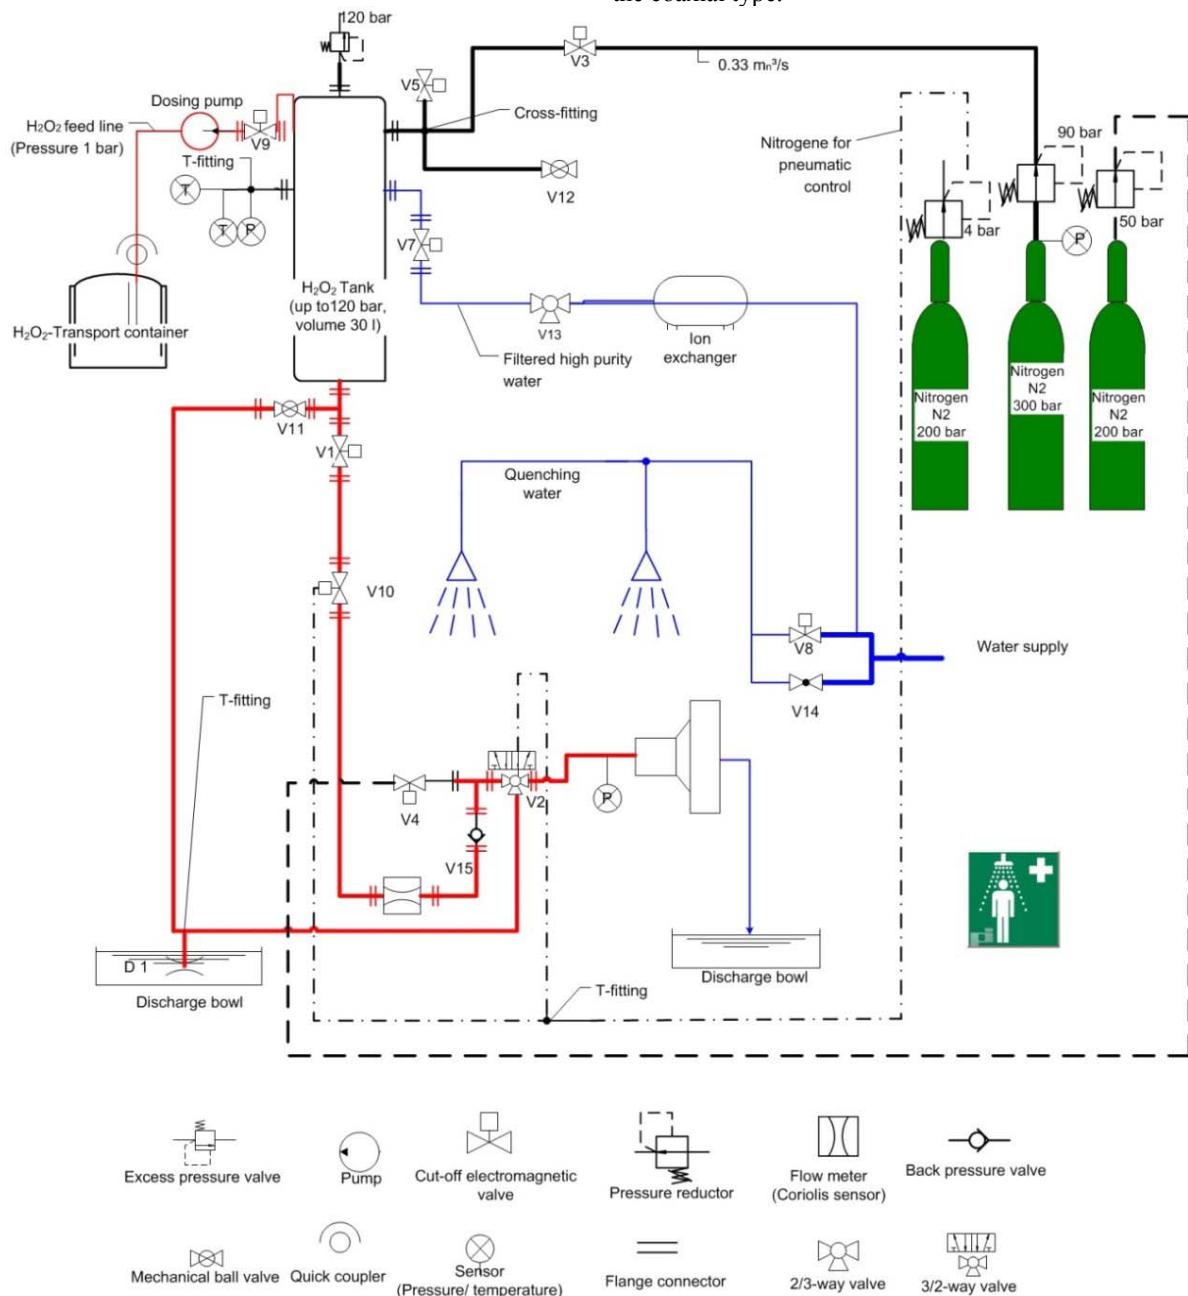 the coaxial type.
120 bar
V3
0.33 mₙ³/s
V5
Dosing pump
Cross-fitting
H₂O₂ feed line
(Pressure 1 bar)
V9
T-fitting
Nitrogene for
pneumatic
control
90 bar
T
V12
T
P
4 bar
P
50 bar
V7
H₂O₂ Tank
(up to120 bar,
volume 30 l)
H₂O₂-Transport container
V13
Ion
exchanger
Filtered high purity
water
Nitrogen
N2
200 bar
Nitrogen
N2
300 bar
Nitrogen
N2
200 bar
V11
V1
Quenching
water
V10
V8
Water supply
V14
T-fitting
V2
P
V4
V15
D 1
Discharge bowl
Discharge bowl
T-fitting
Excess pressure valve
Pump
Cut-off electromagnetic
valve
Pressure reductor
Flow meter
(Coriolis sensor)
Back pressure valve
Mechanical ball valve
Quick coupler
Sensor
(Pressure/ temperature)
Flange connector
2/3-way valve
3/2-way valve